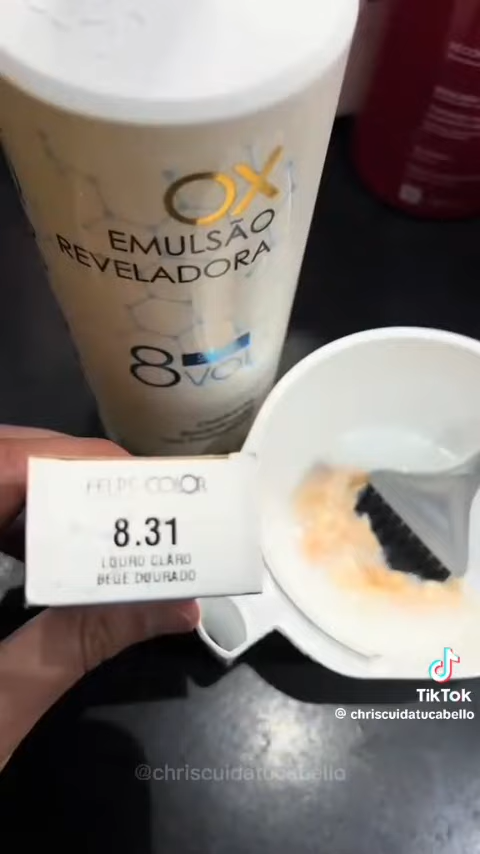 OX
EMULSÃO
REVELADORA
8 VOL
FELPS COLOR
8.31
LOURO CLARO
BEGE DOURADO
TikTok
@chriscuidatucabello
@chriscuidatucabello